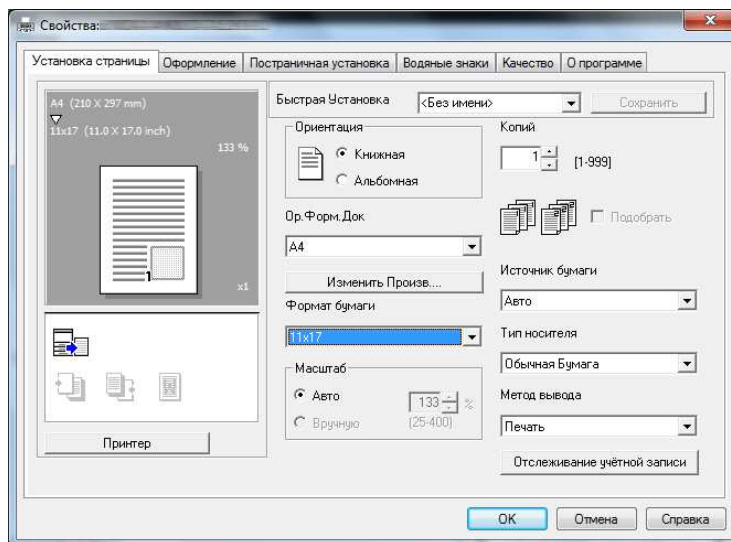 Свойства:
Установка страницы Оформление Постраничная установка Водяные знаки Качество О программе
A4 (210 X 297 mm)
11x17 (11.0 X 17.0 inch)
133 %
1
x1
Принтер
Быстрая Установка <Без имени> Сохранить
Ориентация
Книжная
Альбомная
Ор.Форм.Док
A4
Изменить Произв....
Формат бумаги
11x17
Масштаб
Авто 133 %
Вручную (25-400)
Копий
1 [1-999]
Подобрать
Источник бумаги
Авто
Тип носителя
Обычная Бумага
Метод вывода
Печать
Отслеживание учётной записи
OK Отмена Справка